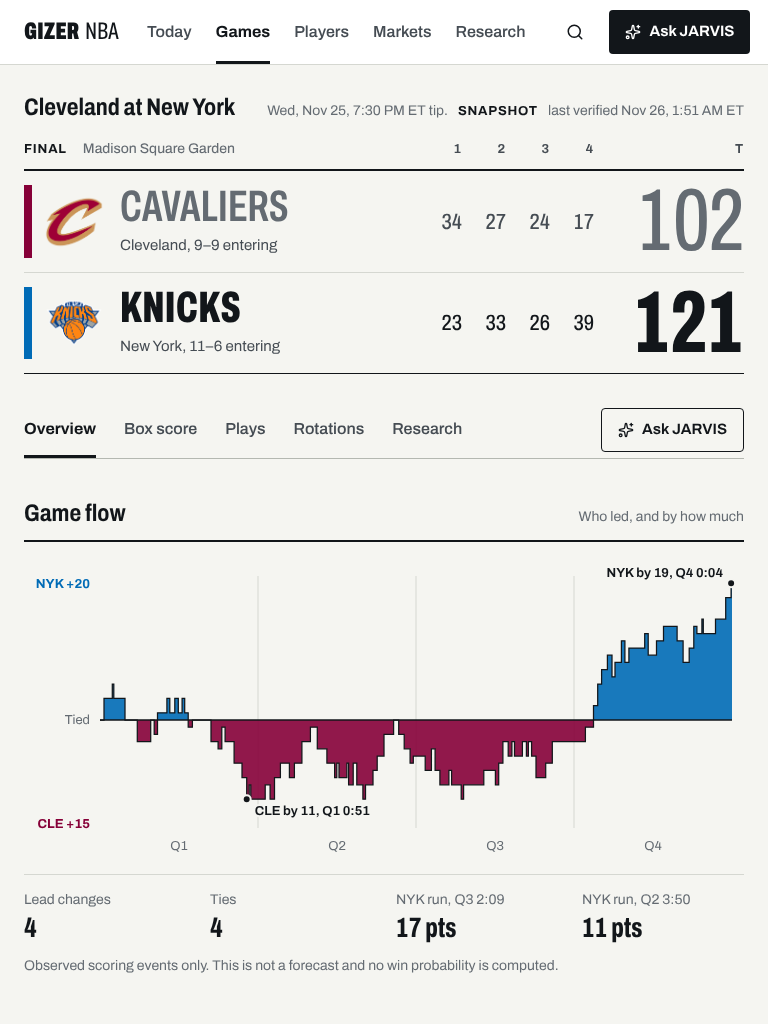 GIZER NBA Today Games Players Markets Research Ask JARVIS
Cleveland at New York Wed, Nov 25, 7:30 PM ET tip. SNAPSHOT last verified Nov 26, 1:51 AM ET
FINAL Madison Square Garden 1 2 3 4 T
CAVALIERS 34 27 24 17 102
Cleveland, 9–9 entering
KNICKS
KNICKS 23 33 26 39 121
New York, 11–6 entering
Overview Box score Plays Rotations Research Ask JARVIS
Game flow Who led, and by how much
NYK by 19, Q4 0:04
NYK +20
Tied
CLE by 11, Q1 0:51
CLE +15
Q1 Q2 Q3 Q4
Lead changes Ties NYK run, Q3 2:09 NYK run, Q2 3:50
4 4 17 pts 11 pts
Observed scoring events only. This is not a forecast and no win probability is computed.